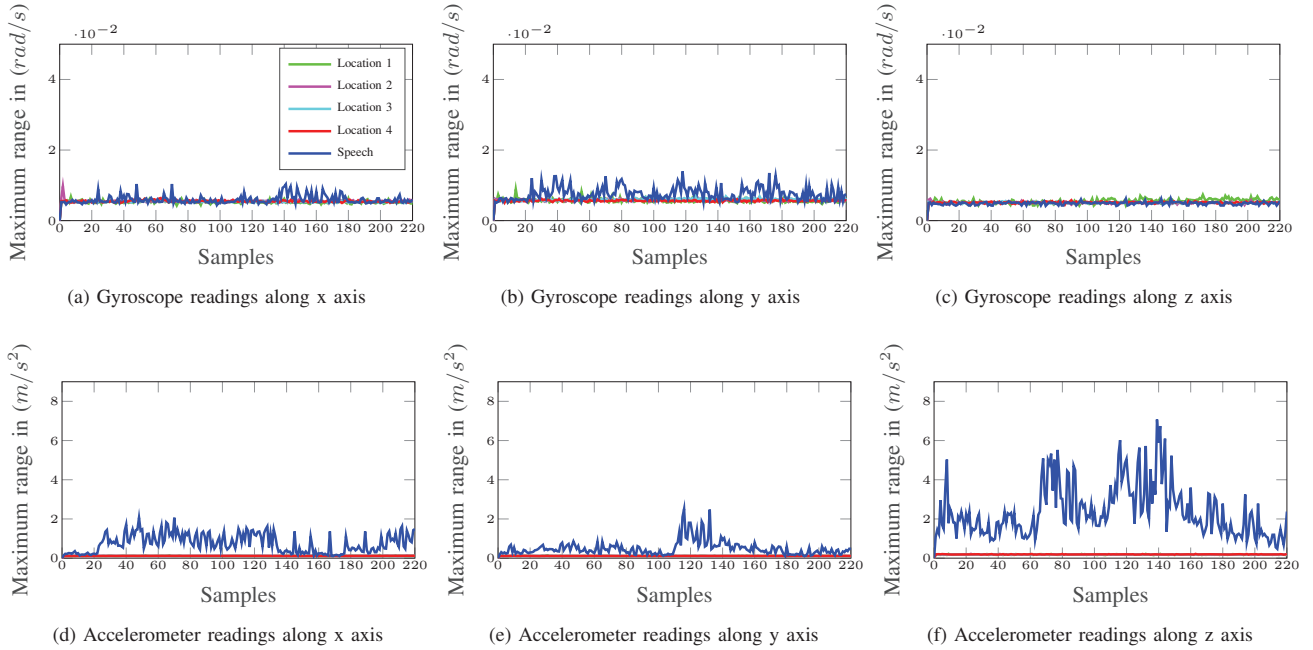 Maximum range in (rad/s)
·10⁻²
4
2
0
0 20 40 60 80 100 120 140 160 180 200 220
Samples
Location 1
Location 2
Location 3
Location 4
Speech
(a) Gyroscope readings along x axis
Maximum range in (rad/s)
·10⁻²
4
2
0
0 20 40 60 80 100 120 140 160 180 200 220
Samples
(b) Gyroscope readings along y axis
Maximum range in (rad/s)
·10⁻²
4
2
0
0 20 40 60 80 100 120 140 160 180 200 220
Samples
(c) Gyroscope readings along z axis
Maximum range in (m/s²)
8
6
4
2
0
0 20 40 60 80 100 120 140 160 180 200 220
Samples
(d) Accelerometer readings along x axis
Maximum range in (m/s²)
8
6
4
2
0
0 20 40 60 80 100 120 140 160 180 200 220
Samples
(e) Accelerometer readings along y axis
Maximum range in (m/s²)
8
6
4
2
0
0 20 40 60 80 100 120 140 160 180 200 220
Samples
(f) Accelerometer readings along z axis